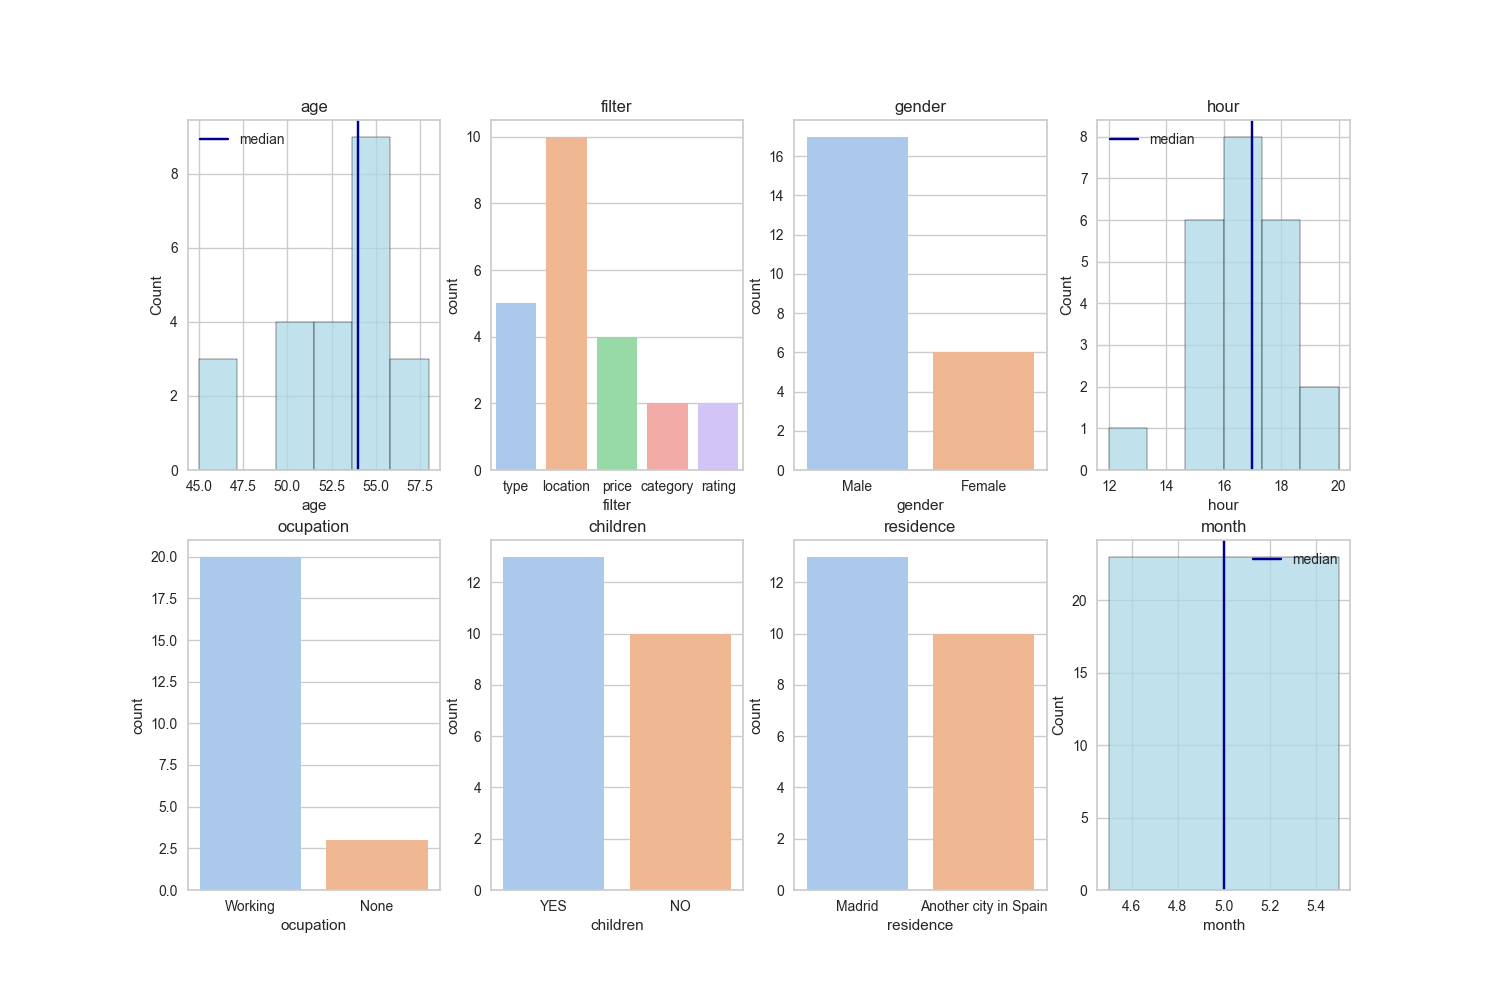 age
median
8
6
4
2
0
Count
45.0 47.5 50.0 52.5 55.0 57.5
age
filter
10
8
6
4
2
0
count
type location price category rating
filter
gender
16
14
12
10
8
6
4
2
0
count
Male Female
gender
hour
median
8
7
6
5
4
3
2
1
0
Count
12 14 16 18 20
hour
ocupation
20.0
17.5
15.0
12.5
10.0
7.5
5.0
2.5
0.0
count
Working None
ocupation
children
12
10
8
6
4
2
0
count
YES NO
children
residence
12
10
8
6
4
2
0
count
Madrid Another city in Spain
residence
month
median
20
15
10
5
0
Count
4.6 4.8 5.0 5.2 5.4
month